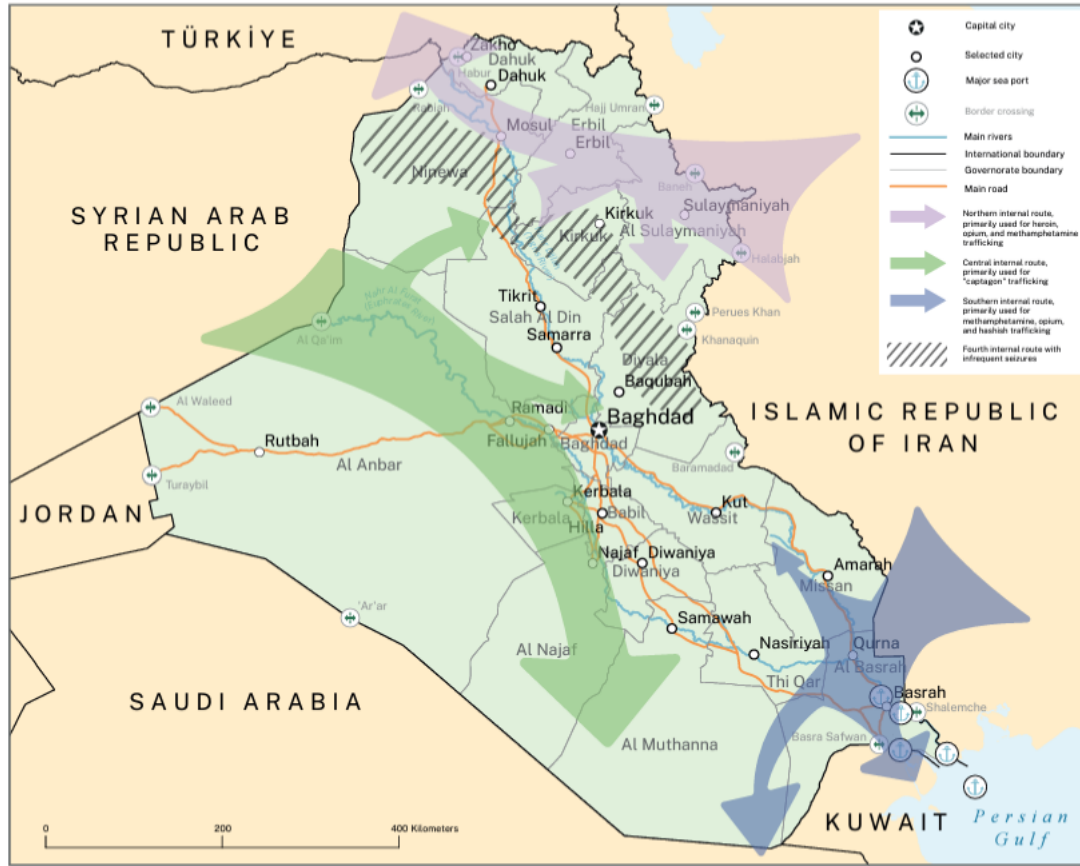 TÜRKİYE
Zakho
Dahuk
Habur
Dahuk
Rabiah
Hajj Umran
Mosul
Erbil
Erbil
Ninewa
Baneh
Sulaymaniyah
Kirkuk
Kirkuk
Al Sulaymaniyah
Halabjah
SYRIAN ARAB
REPUBLIC
Nahr Al Furat
(Euphrates river)
Al Qa'im
Tikrit
Salah Al Din
Samarra
Perues Khan
Khanaquin
Diyala
Baqubah
Al Waleed
Ramadi
Baghdad
Rutbah
Fallujah
Baghdad
ISLAMIC REPUBLIC
OF IRAN
Al Anbar
Baramadad
Turaybil
JORDAN
Kerbala
Kerbala
Babil
Hilla
Kut
Wassit
Najaf
Diwaniya
Diwaniya
Amarah
Missan
'Ar'ar
Samawah
Nasiriyah
Qurna
Al Najaf
Al Basrah
Thi Qar
SAUDI ARABIA
Basrah
Shalemche
Al Muthanna
Basra Safwan
KUWAIT
Persian
Gulf
0
200
400 Kilometers
Capital city
Selected city
Major sea port
Border crossing
Main rivers
International boundary
Governorate boundary
Main road
Northern internal route,
primarily used for heroin,
opium, and methamphetamine
trafficking
Central internal route,
primarily used for
"captagon" trafficking
Southern internal route,
primarily used for
methamphetamine, opium,
and hashish trafficking
Fourth internal route with
infrequent seizures